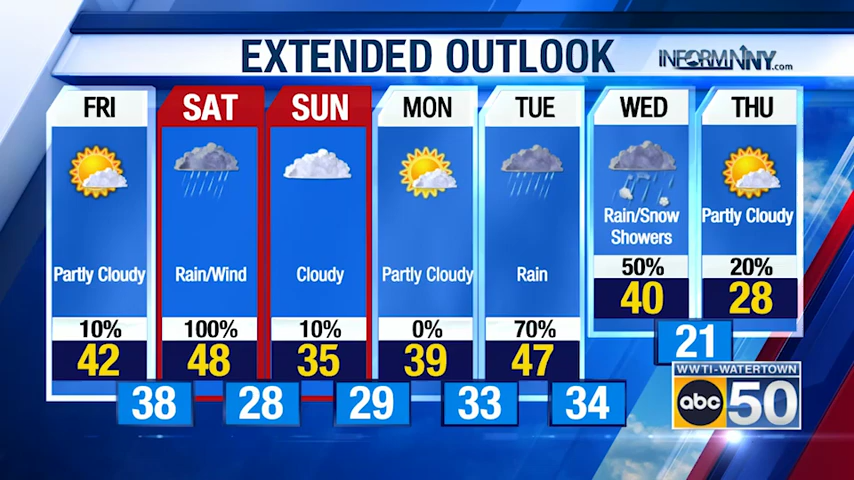 EXTENDED OUTLOOK
INFORMNNY.com
FRI
Partly Cloudy
10%
42
38
SAT
Rain/Wind
100%
48
28
SUN
Cloudy
10%
35
29
MON
Partly Cloudy
0%
39
33
TUE
Rain
70%
47
34
WED
Rain/Snow
Showers
50%
40
21
THU
Partly Cloudy
20%
28
WWTI-WATERTOWN
abc 50